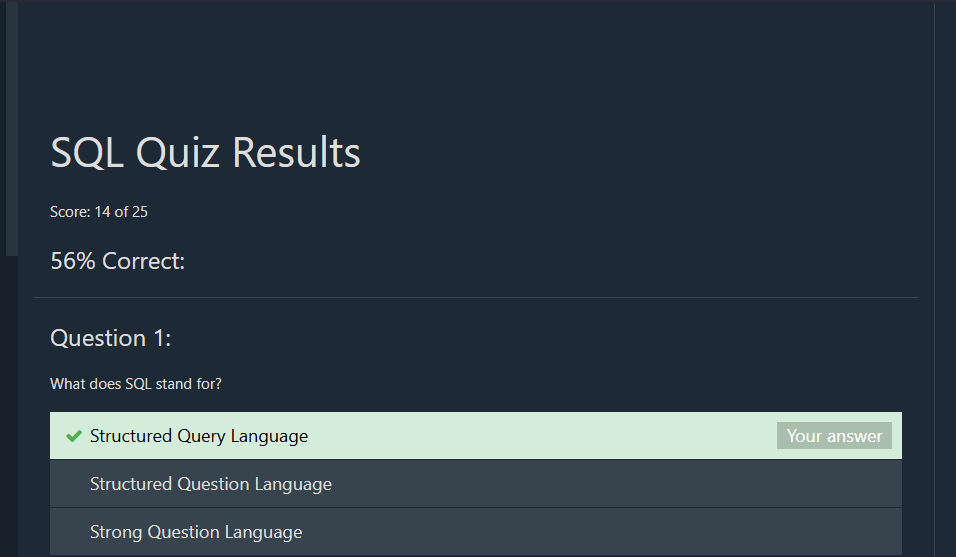 SQL Quiz Results
Score: 14 of 25
56% Correct:
Question 1:
What does SQL stand for?
Structured Query Language Your answer
Structured Question Language
Strong Question Language